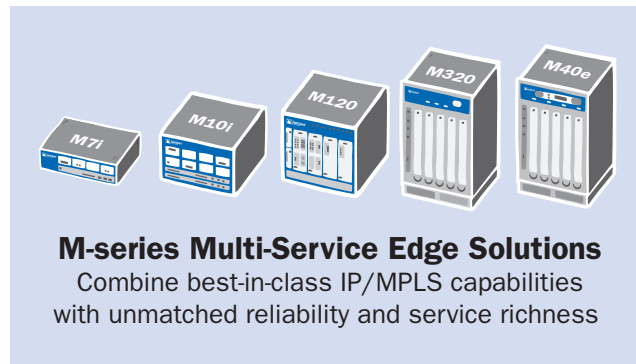 M7i
M10i
M120
M320
M40e
M-series Multi-Service Edge Solutions
Combine best-in-class IP/MPLS capabilities
with unmatched reliability and service richness